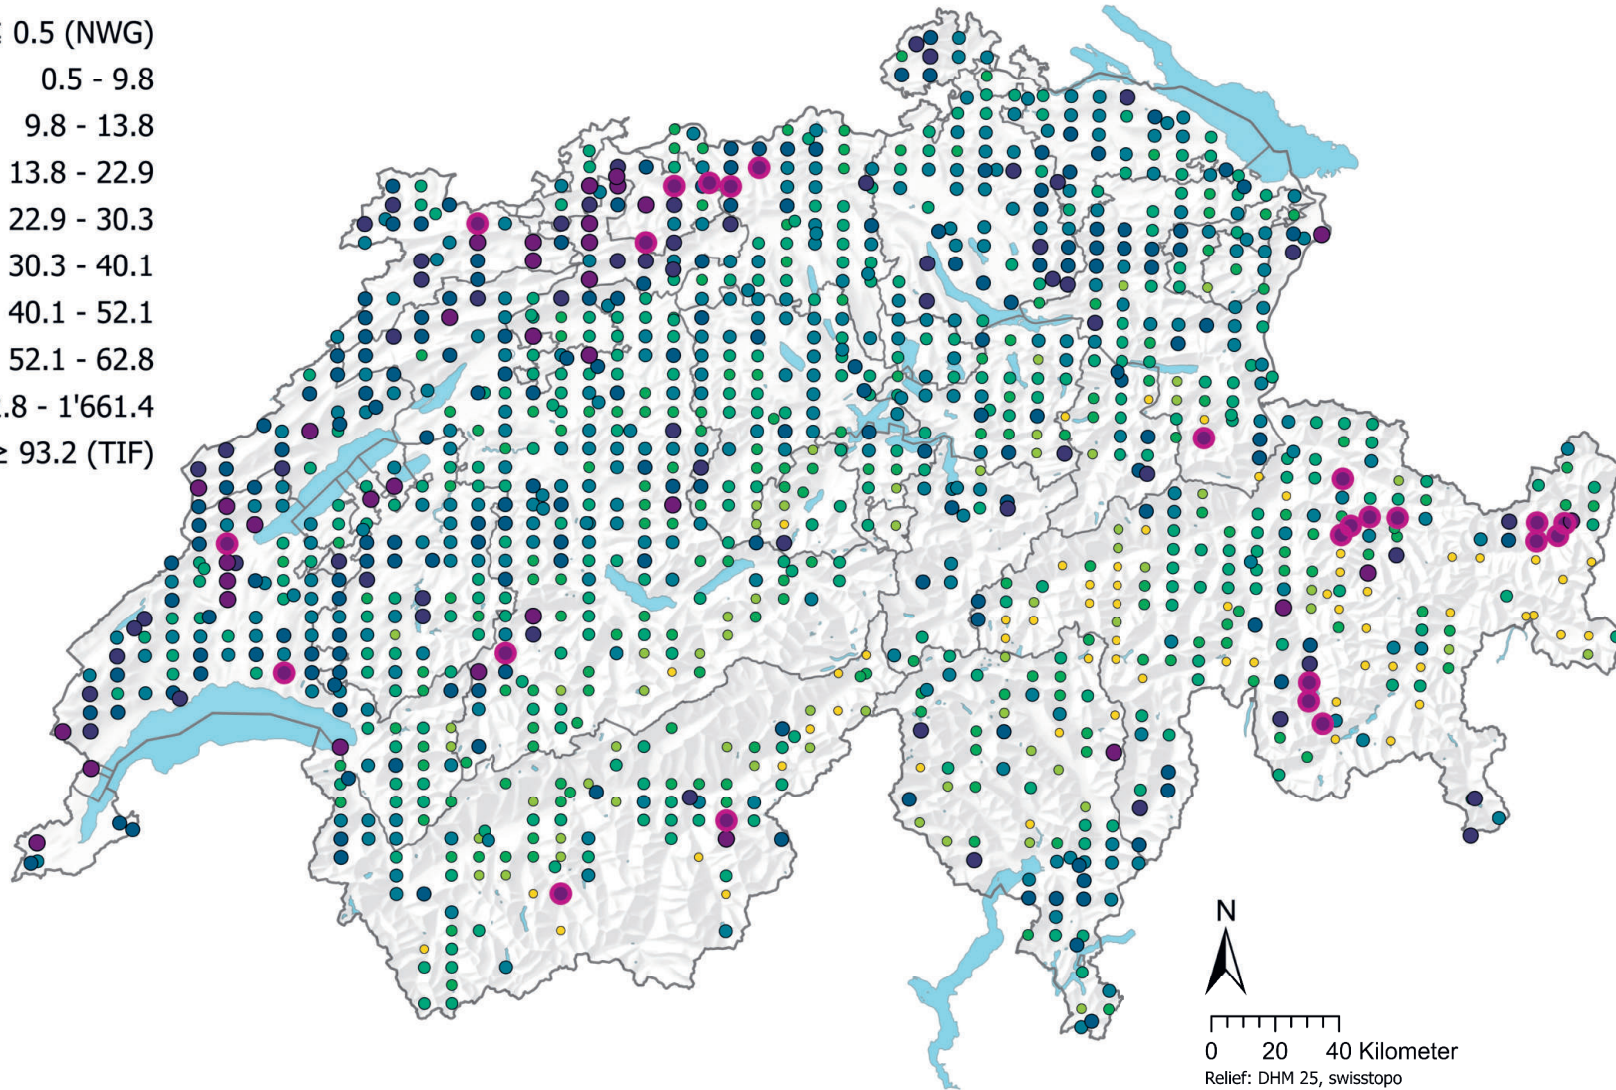 0.5 (NWG)
0.5 - 9.8
9.8 - 13.8
13.8 - 22.9
22.9 - 30.3
30.3 - 40.1
40.1 - 52.1
52.1 - 62.8
.8 - 1'661.4
≥ 93.2 (TIF)
N
0 20 40 Kilometer
Relief: DHM 25, swisstopo